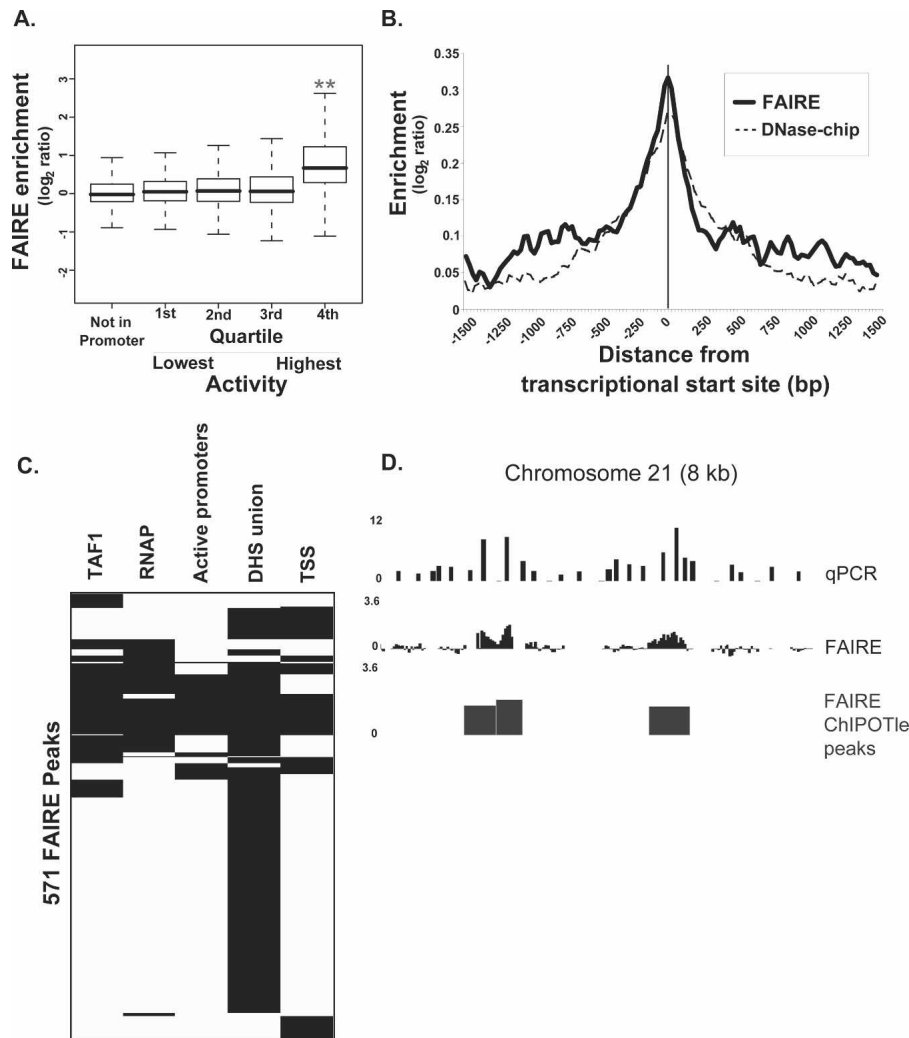 A.
FAIRE enrichment
(log2 ratio)
3
2
1
0
-1
-2
**
Not in
Promoter
1st
2nd
3rd
4th
Quartile
Lowest
Highest
Activity
B.
Enrichment
(log2 ratio)
0.35
0.3
0.25
0.2
0.15
0.1
0.05
0
FAIRE
DNase-chip
-1500
-1250
-1000
-750
-500
-250
0
250
500
750
1000
1250
1500
Distance from
transcriptional start site (bp)
C.
TAF1
RNAP
Active promoters
DHS union
TSS
571 FAIRE Peaks
D.
Chromosome 21 (8 kb)
12
0
qPCR
3.6
0
FAIRE
3.6
0
FAIRE
ChIPOTle
peaks